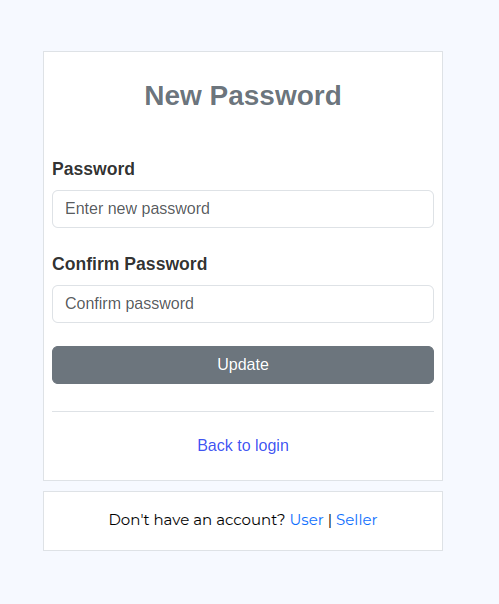 New Password
Password
Enter new password
Confirm Password
Confirm password
Update
Back to login
Don't have an account? User | Seller